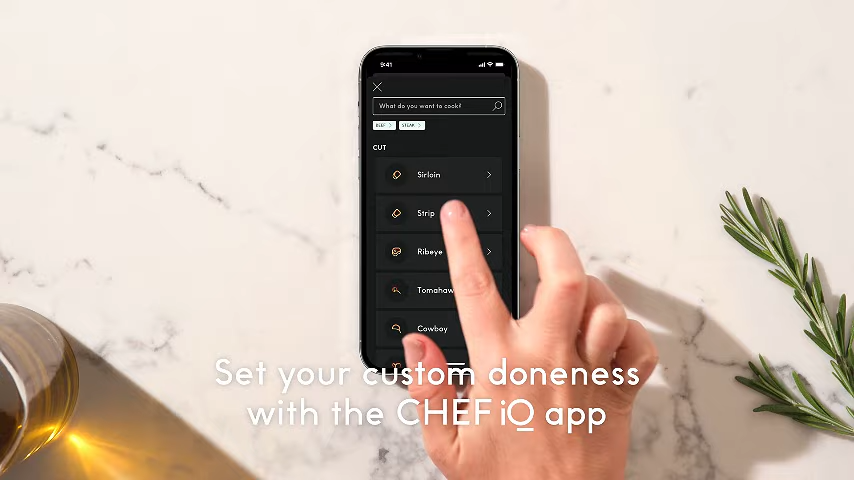 9:41
What do you want to cook?
BEEF
STEAK
CUT
Sirloin
Strip
Ribeye
Tomahaw
Cowboy
Set your custom doneness
with the CHEF iQ app